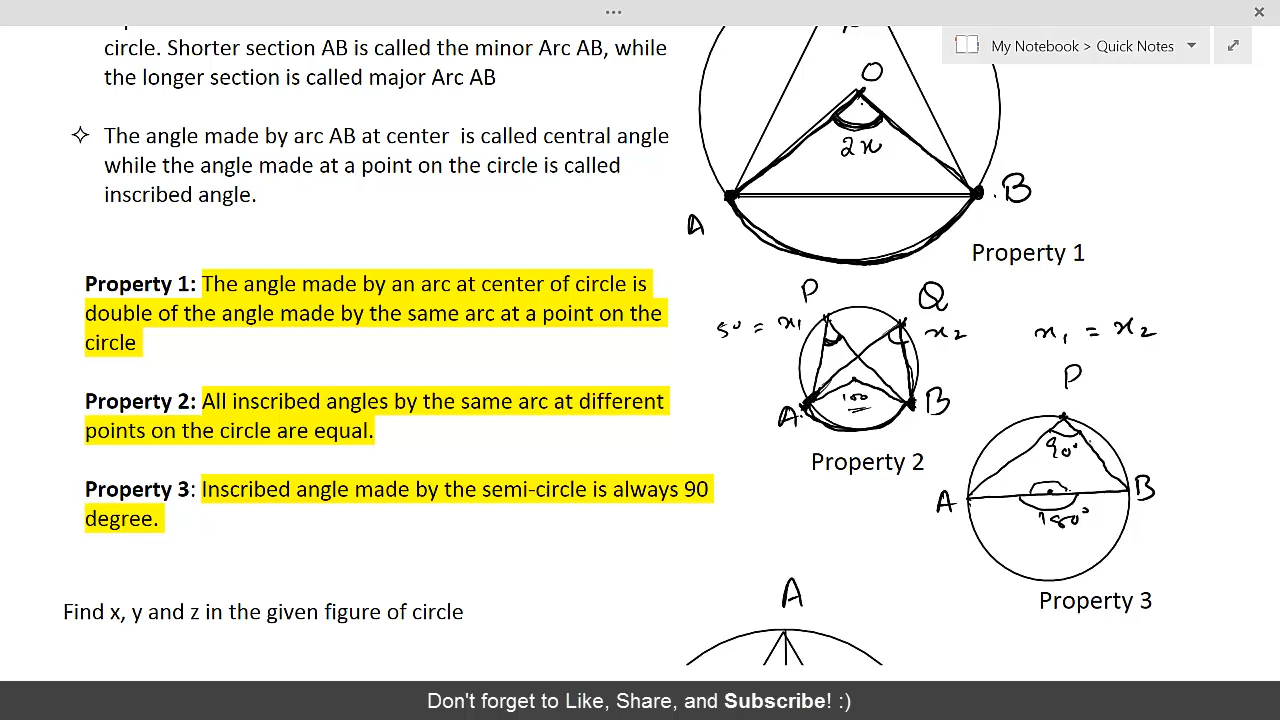 My Notebook > Quick Notes
circle. Shorter section AB is called the minor Arc AB, while
the longer section is called major Arc AB
O
2x
The angle made by arc AB at center is called central angle
while the angle made at a point on the circle is called
inscribed angle.
A
B
Property 1
Property 1: The angle made by an arc at center of circle is
double of the angle made by the same arc at a point on the
circle
P
Q
50 = x1
x2
x1 = x2
A
100
B
Property 2
Property 2: All inscribed angles by the same arc at different
points on the circle are equal.
P
90°
A
B
180°
Property 3
Property 3: Inscribed angle made by the semi-circle is always 90
degree.
A
Find x, y and z in the given figure of circle
Don't forget to Like, Share, and Subscribe! :)